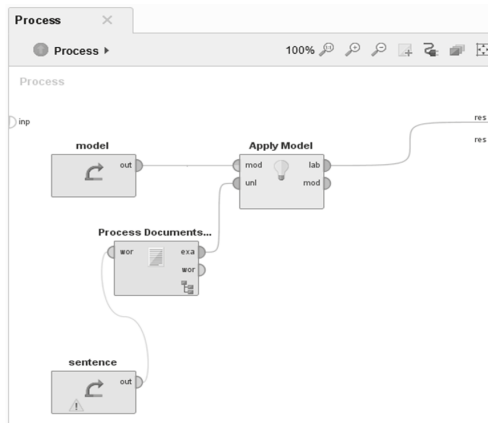 Process
Process
100%
Process
inp
res
res
model
out
Apply Model
mod
lab
unl
mod
Process Documents...
wor
exa
wor
sentence
out